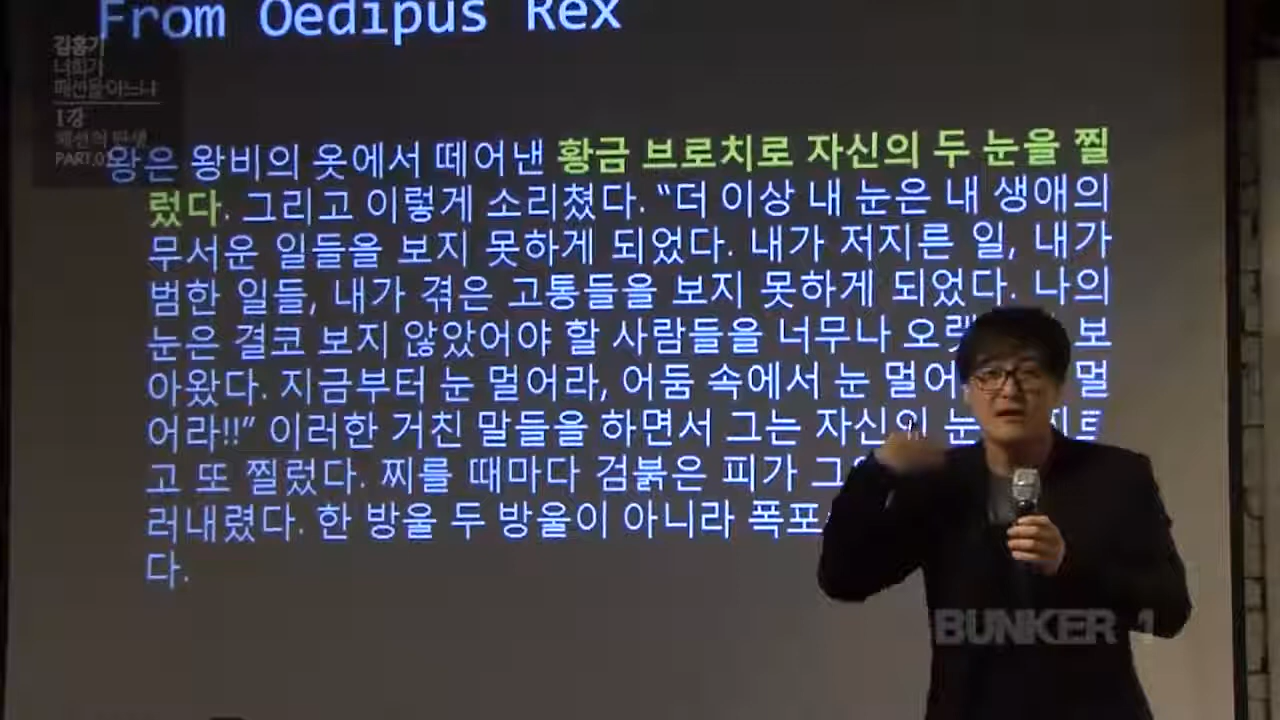 From Oedipus Rex
김홍기
너희가
패션을 아느냐
1강
패션의 탄생
왕은 왕비의 옷에서 떼어낸 황금 브로치로 자신의 두 눈을 찔
렀다. 그리고 이렇게 소리쳤다. “더 이상 내 눈은 내 생애의
무서운 일들을 보지 못하게 되었다. 내가 저지른 일, 내가
범한 일들, 내가 겪은 고통들을 보지 못하게 되었다. 나의
눈은 결코 보지 않았어야 할 사람들을 너무나 보
아왔다. 지금부터 눈 멀어라, 어둠 속에서 눈 멀
어라!!” 이러한 거친 말들을 하면서 그는 자신의 눈
고 또 찔렀다. 찌를 때마다 검붉은 피가
러내렸다. 한 방울 두 방울이 아니라
다.
BUNKER 1